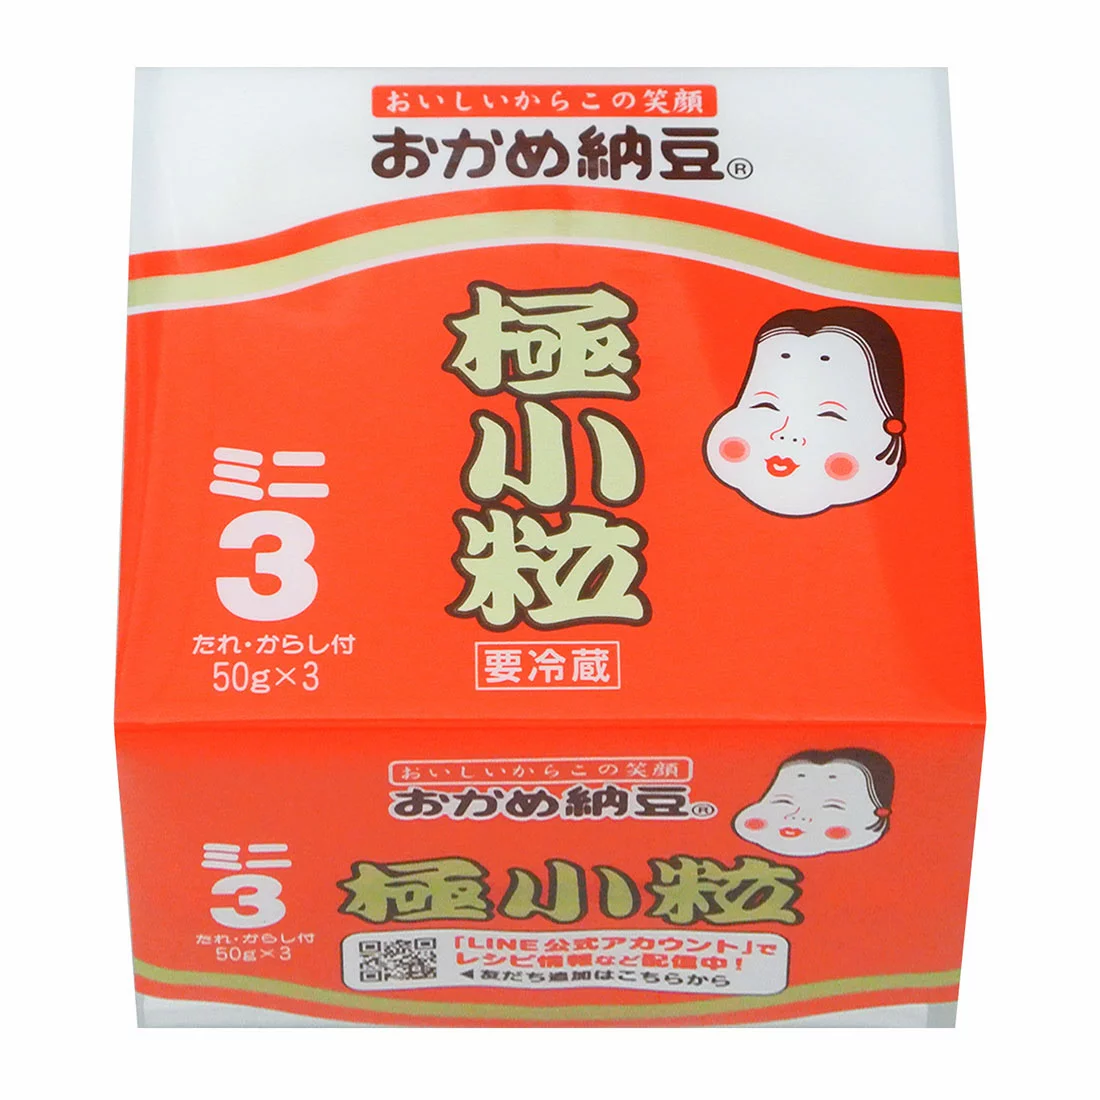 おいしいからこの笑顔
おかめ納豆®
極小粒
ミニ
3
たれ・からし付
50g×3
要冷蔵
おいしいからこの笑顔
おかめ納豆®
ミニ
3
たれ・からし付
50g×3
極小粒
「LINE公式アカウント」で
レシピ情報など配信中!
◀友だち追加はこちらから